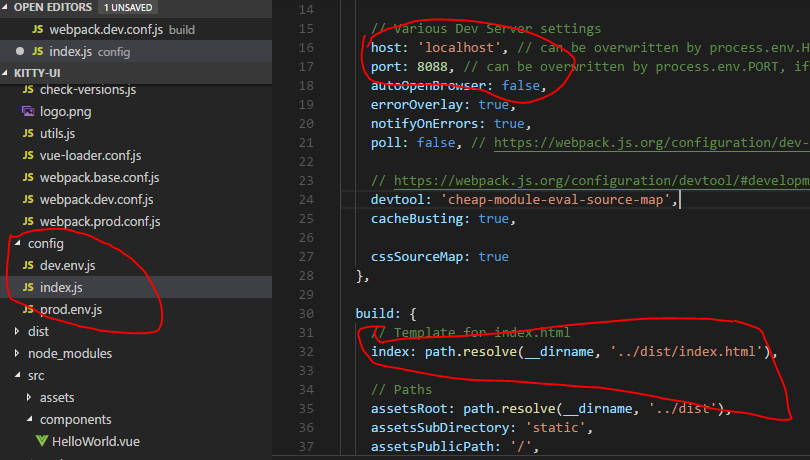 OPEN EDITORS 1 UNSAVED
JS webpack.dev.conf.js build
JS index.js config
KITTY-UI
JS check-versions.js
logo.png
JS utils.js
JS vue-loader.conf.js
JS webpack.base.conf.js
JS webpack.dev.conf.js
JS webpack.prod.conf.js
config
JS dev.env.js
JS index.js
JS prod.env.js
dist
node_modules
src
assets
components
HelloWorld.vue
14
15 // Various Dev Server settings
16 host: 'localhost', // can be overwritten by process.env.H
17 port: 8088, // can be overwritten by process.env.PORT, if
18 autoOpenBrowser: false,
19 errorOverlay: true,
20 notifyOnErrors: true,
21 poll: false, // https://webpack.js.org/configuration/dev-
22
23 // https://webpack.js.org/configuration/devtool/#developm
24 devtool: 'cheap-module-eval-source-map',
25 cacheBusting: true,
26
27 cssSourceMap: true
28 },
29
30 build: {
31 // Template for index.html
32 index: path.resolve(__dirname, '../dist/index.html'),
33
34 // Paths
35 assetsRoot: path.resolve(__dirname, '../dist'),
36 assetsSubDirectory: 'static',
37 assetsPublicPath: '/',